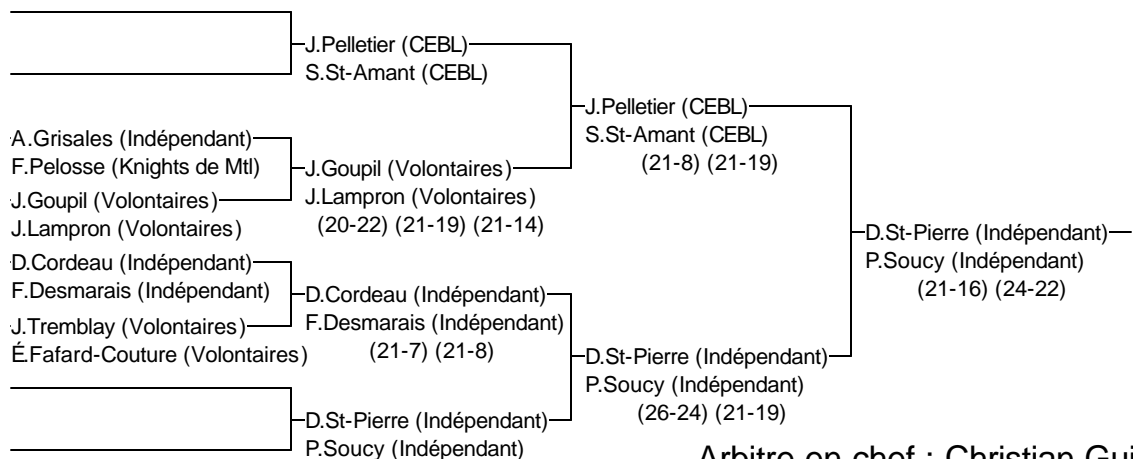 J.Pelletier (CEBL)
S.St-Amant (CEBL)
A.Grisales (Indépendant)
F.Pelosse (Knights de Mtl)
J.Goupil (Volontaires)
J.Lampron (Volontaires)
D.Cordeau (Indépendant)
F.Desmarais (Indépendant)
J.Tremblay (Volontaires)
É.Fafard-Couture (Volontaires)
J.Goupil (Volontaires)
J.Lampron (Volontaires)
(20-22) (21-19) (21-14)
D.Cordeau (Indépendant)
F.Desmarais (Indépendant)
(21-7) (21-8)
D.St-Pierre (Indépendant)
P.Soucy (Indépendant)
J.Pelletier (CEBL)
S.St-Amant (CEBL)
(21-8) (21-19)
D.St-Pierre (Indépendant)
P.Soucy (Indépendant)
(26-24) (21-19)
D.St-Pierre (Indépendant)
P.Soucy (Indépendant)
(21-16) (24-22)
Arbitre en chef : Christian Gui